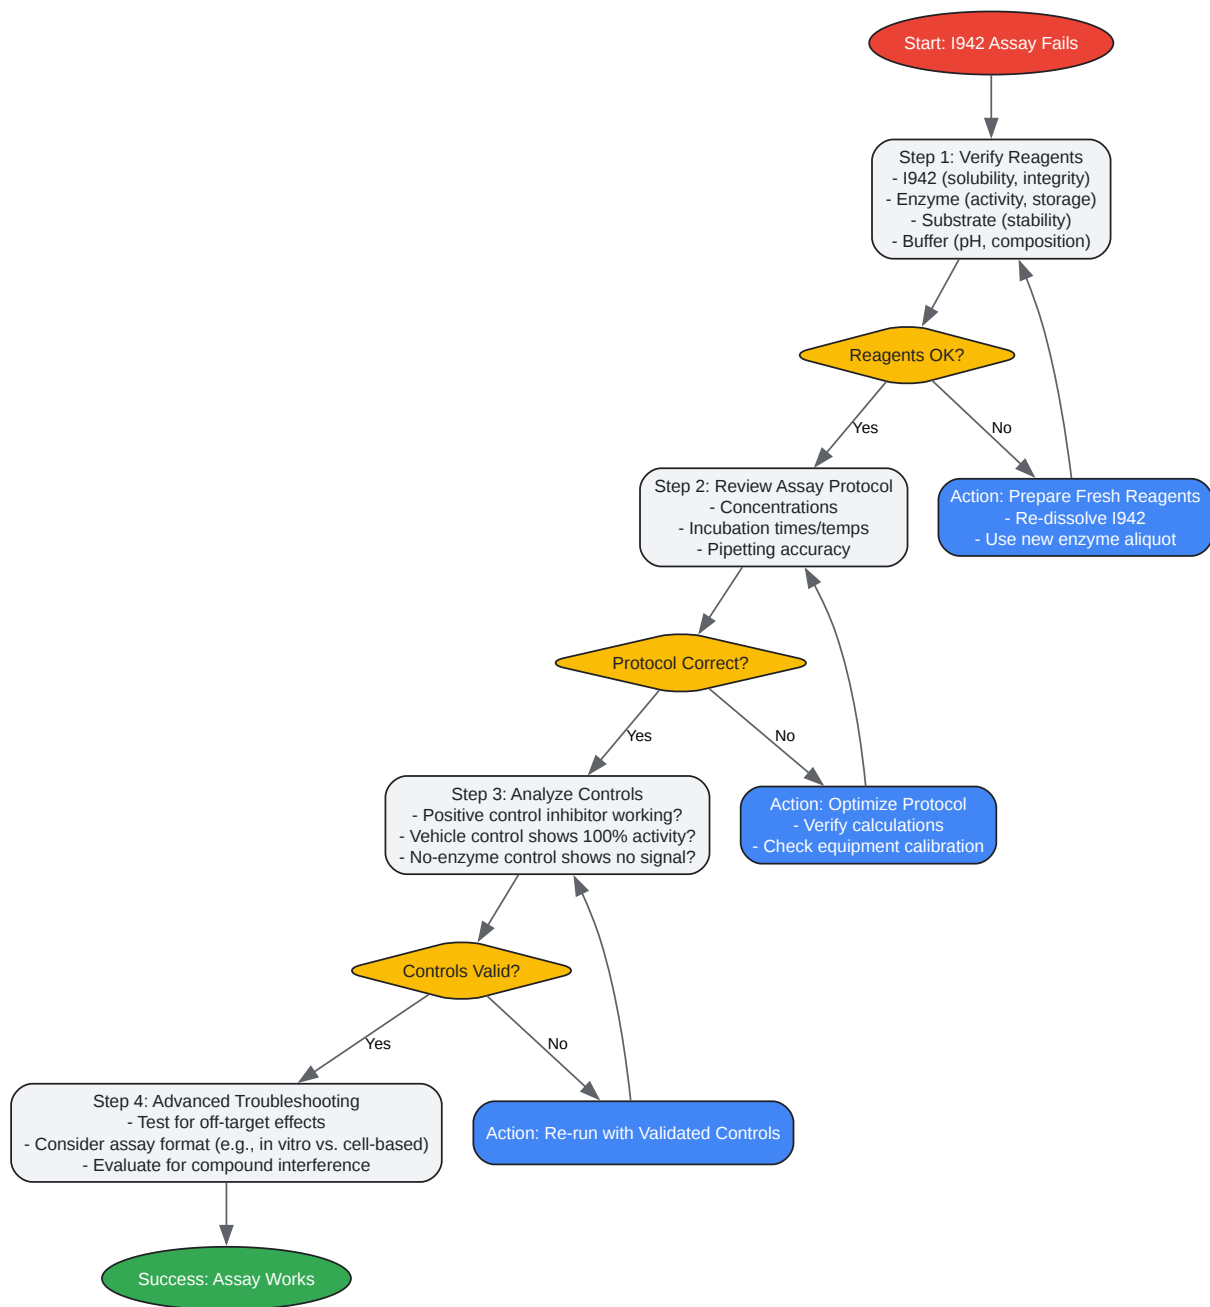 Start: I942 Assay Fails
Step 1: Verify Reagents
- I942 (solubility, integrity)
- Enzyme (activity, storage)
- Substrate (stability)
- Buffer (pH, composition)
Reagents OK?
Yes
No
Step 2: Review Assay Protocol
- Concentrations
- Incubation times/temps
- Pipetting accuracy
Action: Prepare Fresh Reagents
- Re-dissolve I942
- Use new enzyme aliquot
Protocol Correct?
Yes
No
Step 3: Analyze Controls
- Positive control inhibitor working?
- Vehicle control shows 100% activity?
- No-enzyme control shows no signal?
Action: Optimize Protocol
- Verify calculations
- Check equipment calibration
Controls Valid?
Yes
No
Step 4: Advanced Troubleshooting
- Test for off-target effects
- Consider assay format (e.g., in vitro vs. cell-based)
- Evaluate for compound interference
Action: Re-run with Validated Controls
Success: Assay Works